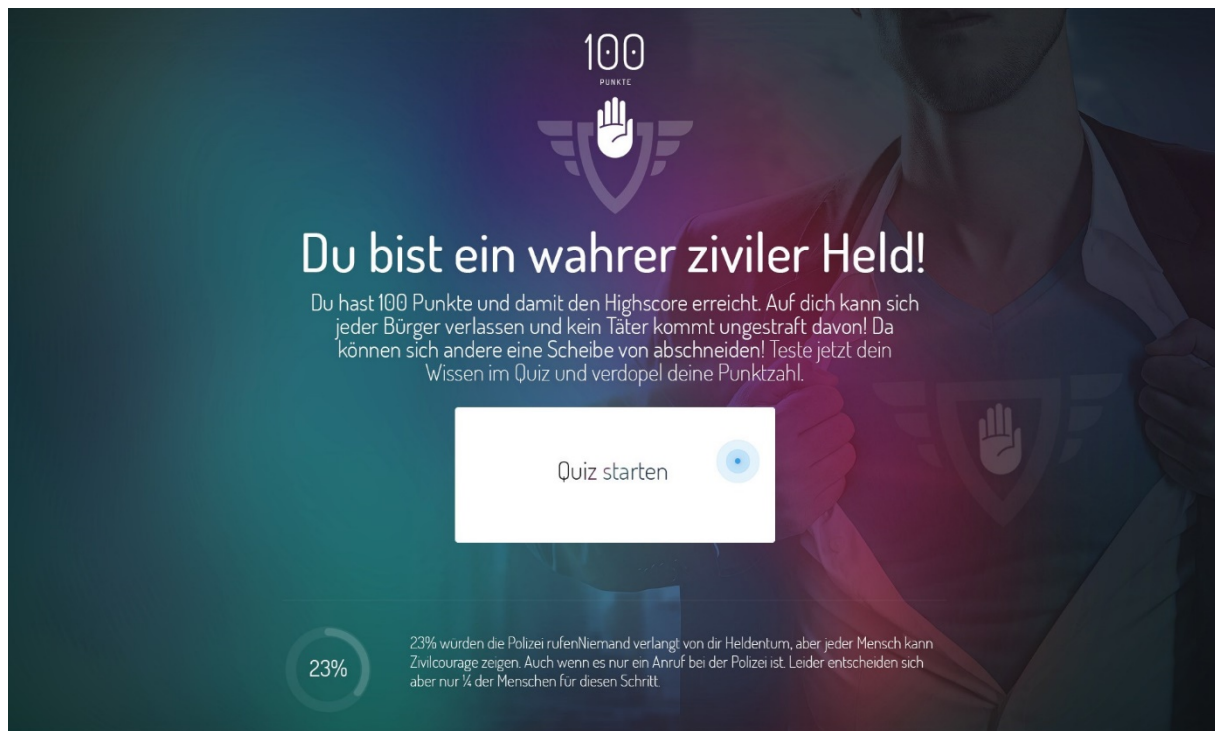 100
PUNKTE
Du bist ein wahrer ziviler Held!
Du hast 100 Punkte und damit den Highscore erreicht. Auf dich kann sich
jeder Bürger verlassen und kein Täter kommt ungestraft davon! Da
können sich andere eine Scheibe von abschneiden! Teste jetzt dein
Wissen im Quiz und verdopel deine Punktzahl.
Quiz starten
23%
23% würden die Polizei rufenNiemand verlangt von dir Heldentum, aber jeder Mensch kann
Zivilcourage zeigen. Auch wenn es nur ein Anruf bei der Polizei ist. Leider entscheiden sich
aber nur ¼ der Menschen für diesen Schritt.